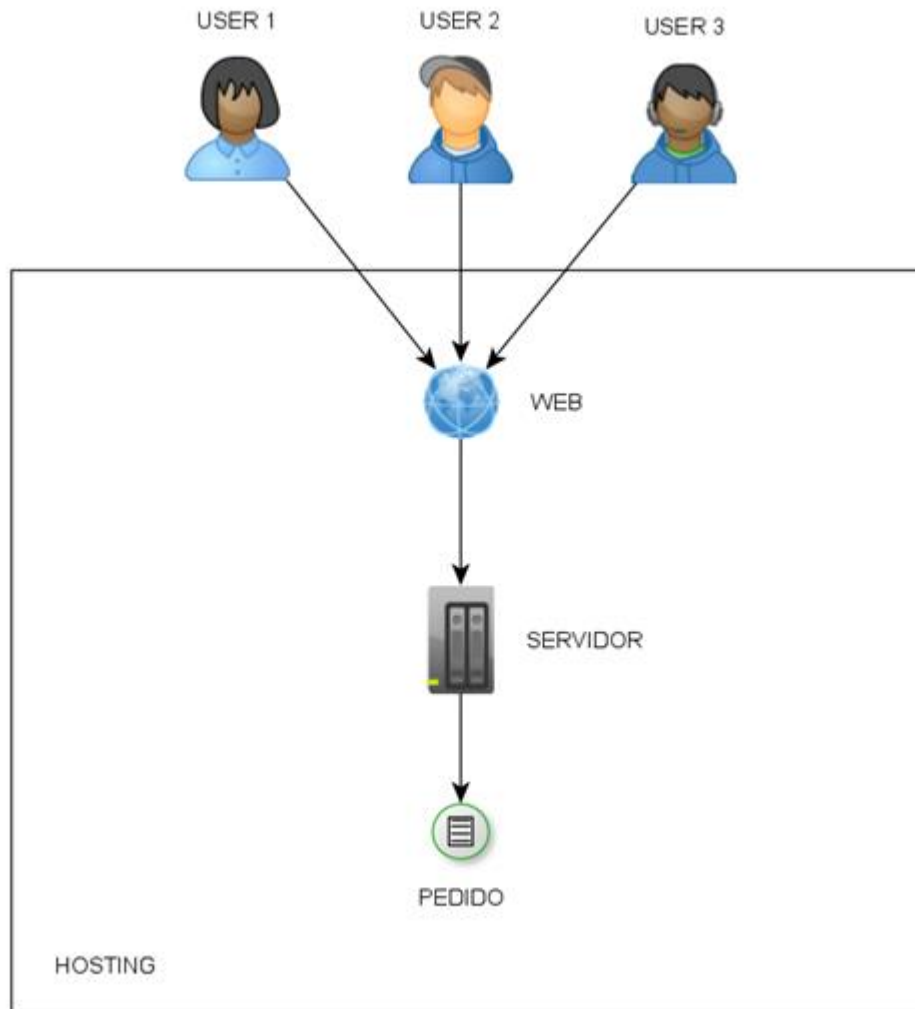 USER 1
USER 2
USER 3
WEB
SERVIDOR
PEDIDO
HOSTING